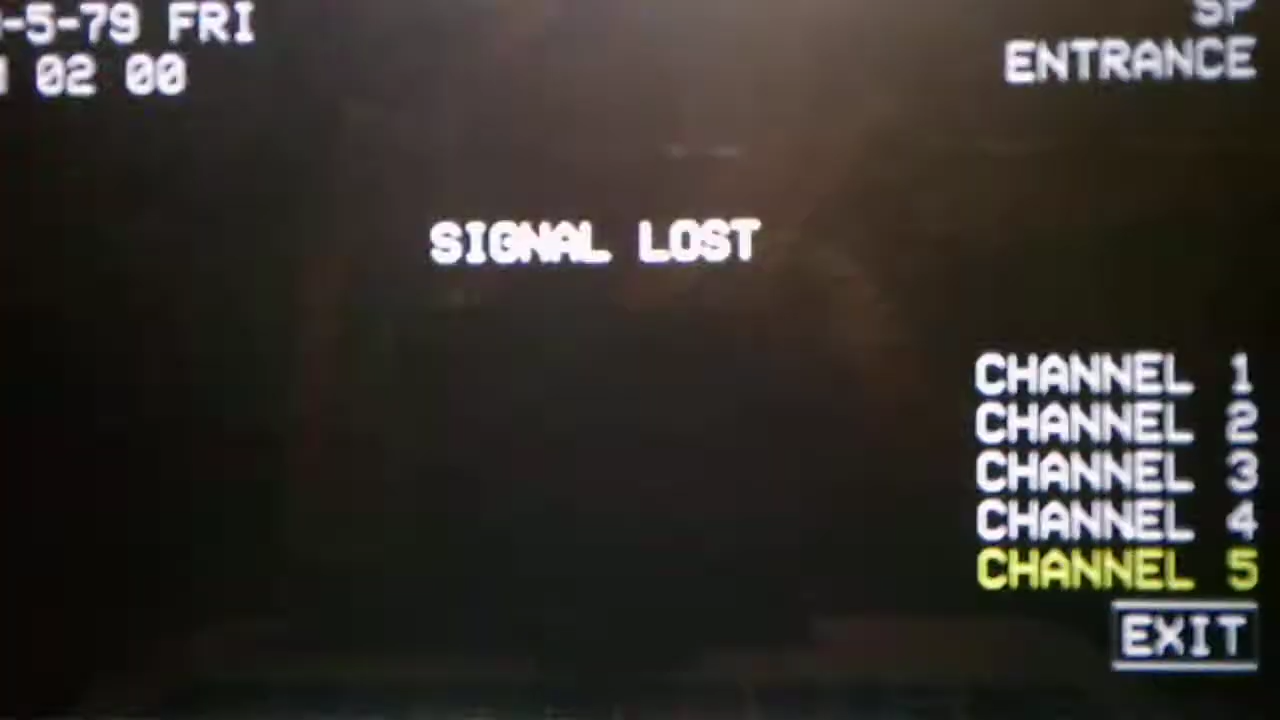 -5-79 FRI
02 00
SP
ENTRANCE
SIGNAL LOST
CHANNEL 1
CHANNEL 2
CHANNEL 3
CHANNEL 4
CHANNEL 5
EXIT